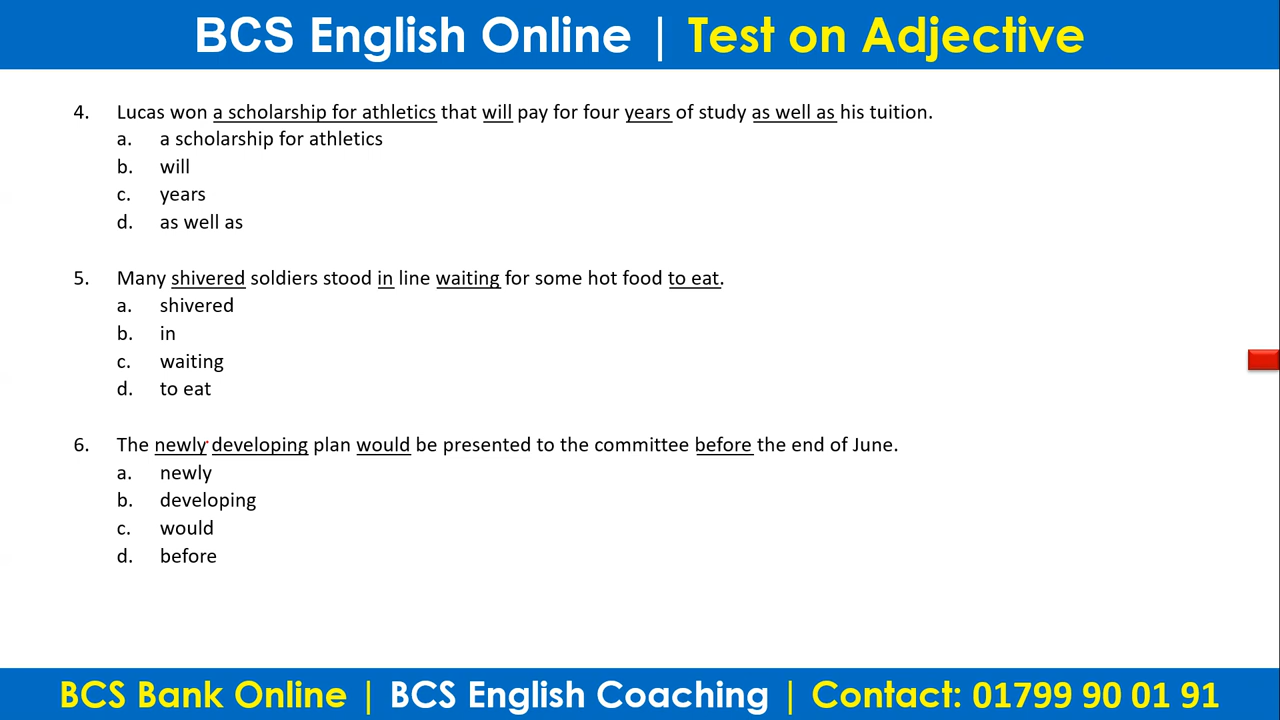 BCS English Online | Test on Adjective
4. Lucas won a scholarship for athletics that will pay for four years of study as well as his tuition.
a. a scholarship for athletics
b. will
c. years
d. as well as
5. Many shivered soldiers stood in line waiting for some hot food to eat.
a. shivered
b. in
c. waiting
d. to eat
6. The newly developing plan would be presented to the committee before the end of June.
a. newly
b. developing
c. would
d. before
BCS Bank Online | BCS English Coaching | Contact: 01799 90 01 91